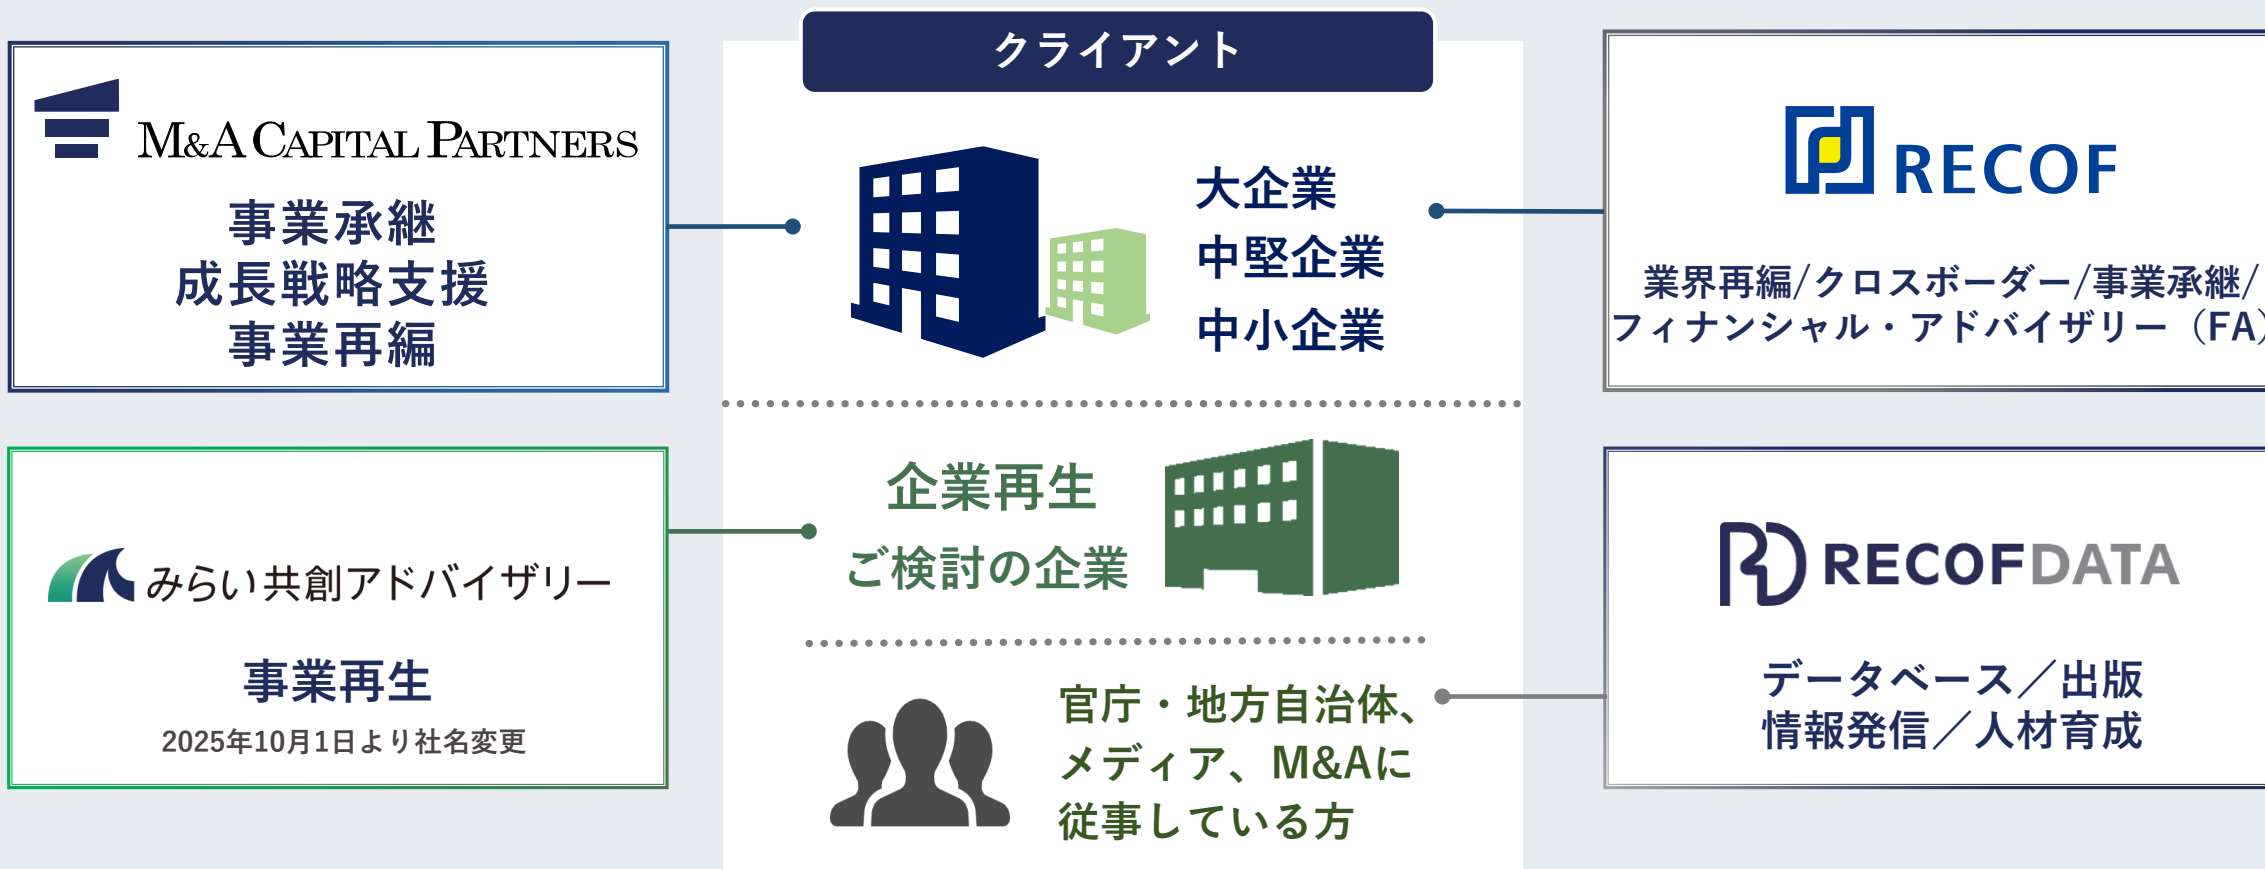 M&A CAPITAL PARTNERS
事業承継
成長戦略支援
事業再編
みらい共創アドバイザリー
事業再生
2025年10月1日より社名変更
クライアント
大企業
中堅企業
中小企業
企業再生
ご検討の企業
官庁・地方自治体、
メディア、M&Aに
従事している方
RECOF
業界再編/クロスボーダー/事業承継/
フィナンシャル・アドバイザリー（FA）
RECOFDATA
データベース／出版
情報発信／人材育成